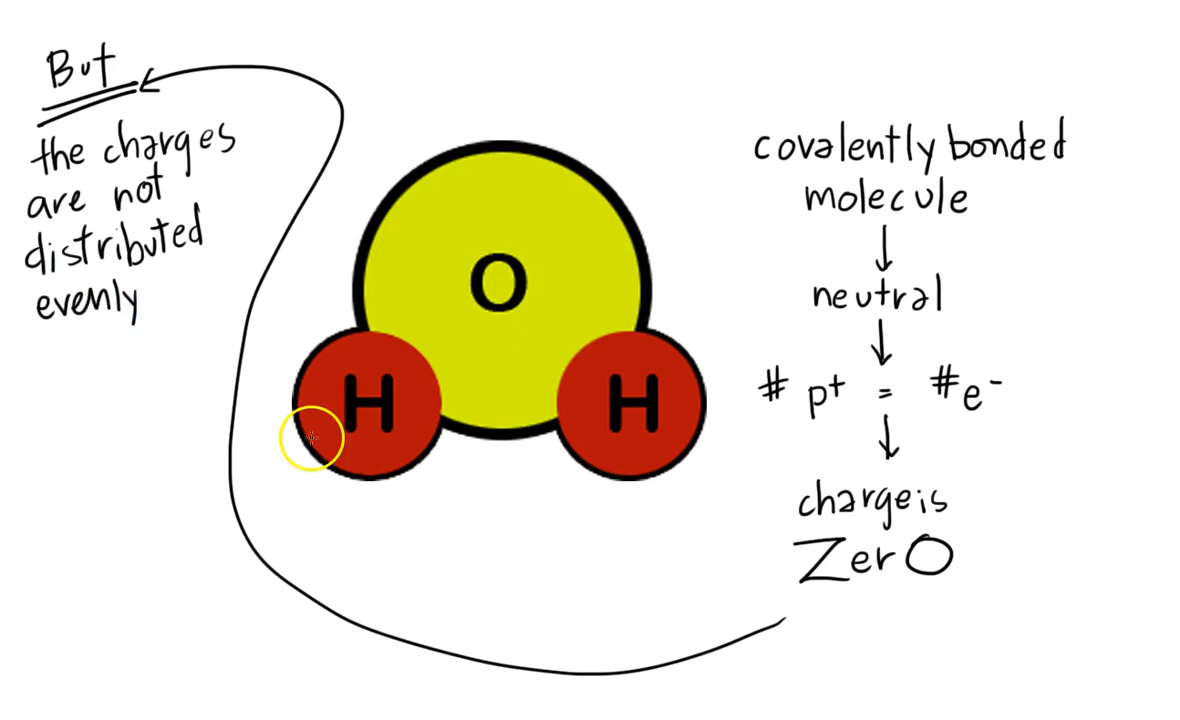 But
the charges
are not
distributed
evenly
O
H
H
covalently bonded
molecule
↓
neutral
↓
# p+ = #e-
↓
charge is
Zero